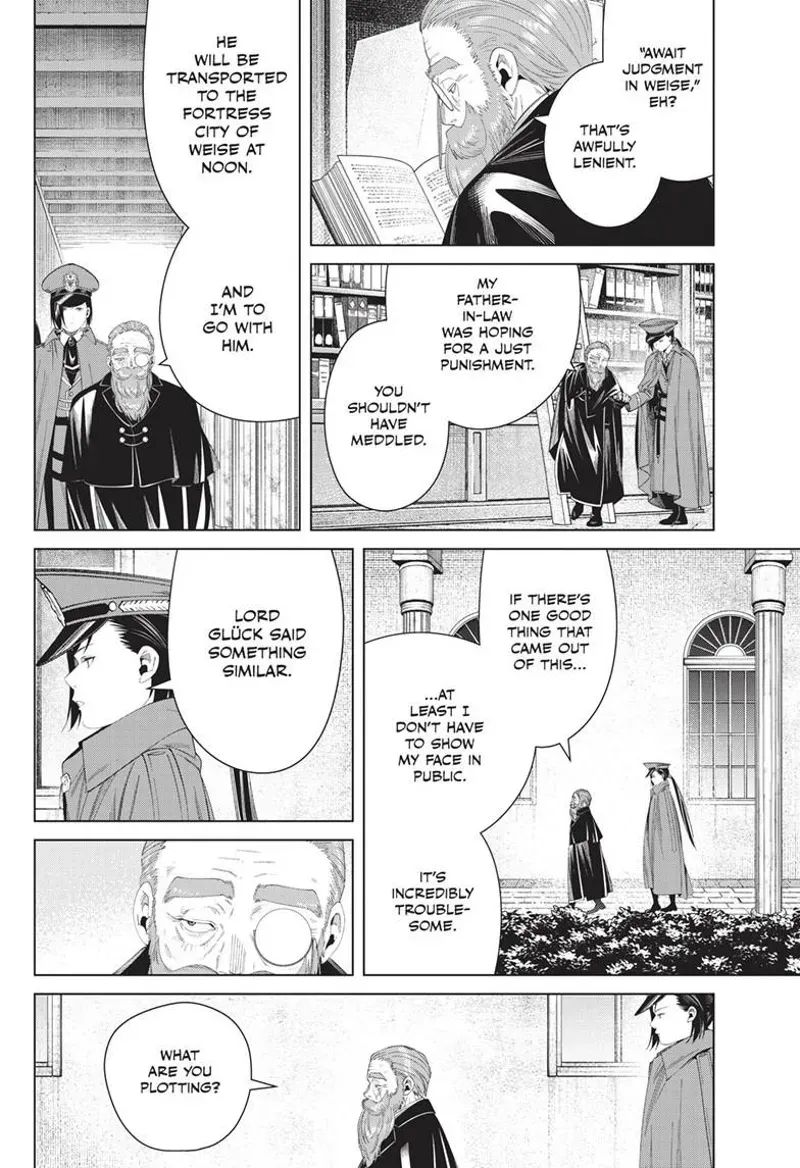 "AWAIT
JUDGMENT
IN WEISE,"
EH?
THAT'S
AWFULLY
LENIENT.
HE
WILL BE
TRANSPORTED
TO THE
FORTRESS
CITY OF
WEISE AT
NOON.
AND
I'M TO
GO WITH
HIM.
MY
FATHER-
IN-LAW
WAS HOPING
FOR A JUST
PUNISHMENT.
YOU
SHOULDN'T
HAVE
MEDDLED.
IF THERE'S
ONE GOOD
THING THAT
CAME OUT
OF THIS...
...AT
LEAST I
DON'T HAVE
TO SHOW
MY FACE IN
PUBLIC.
IT'S
INCREDIBLY
TROUBLE-
SOME.
LORD
GLÜCK SAID
SOMETHING
SIMILAR.
WHAT
ARE YOU
PLOTTING?